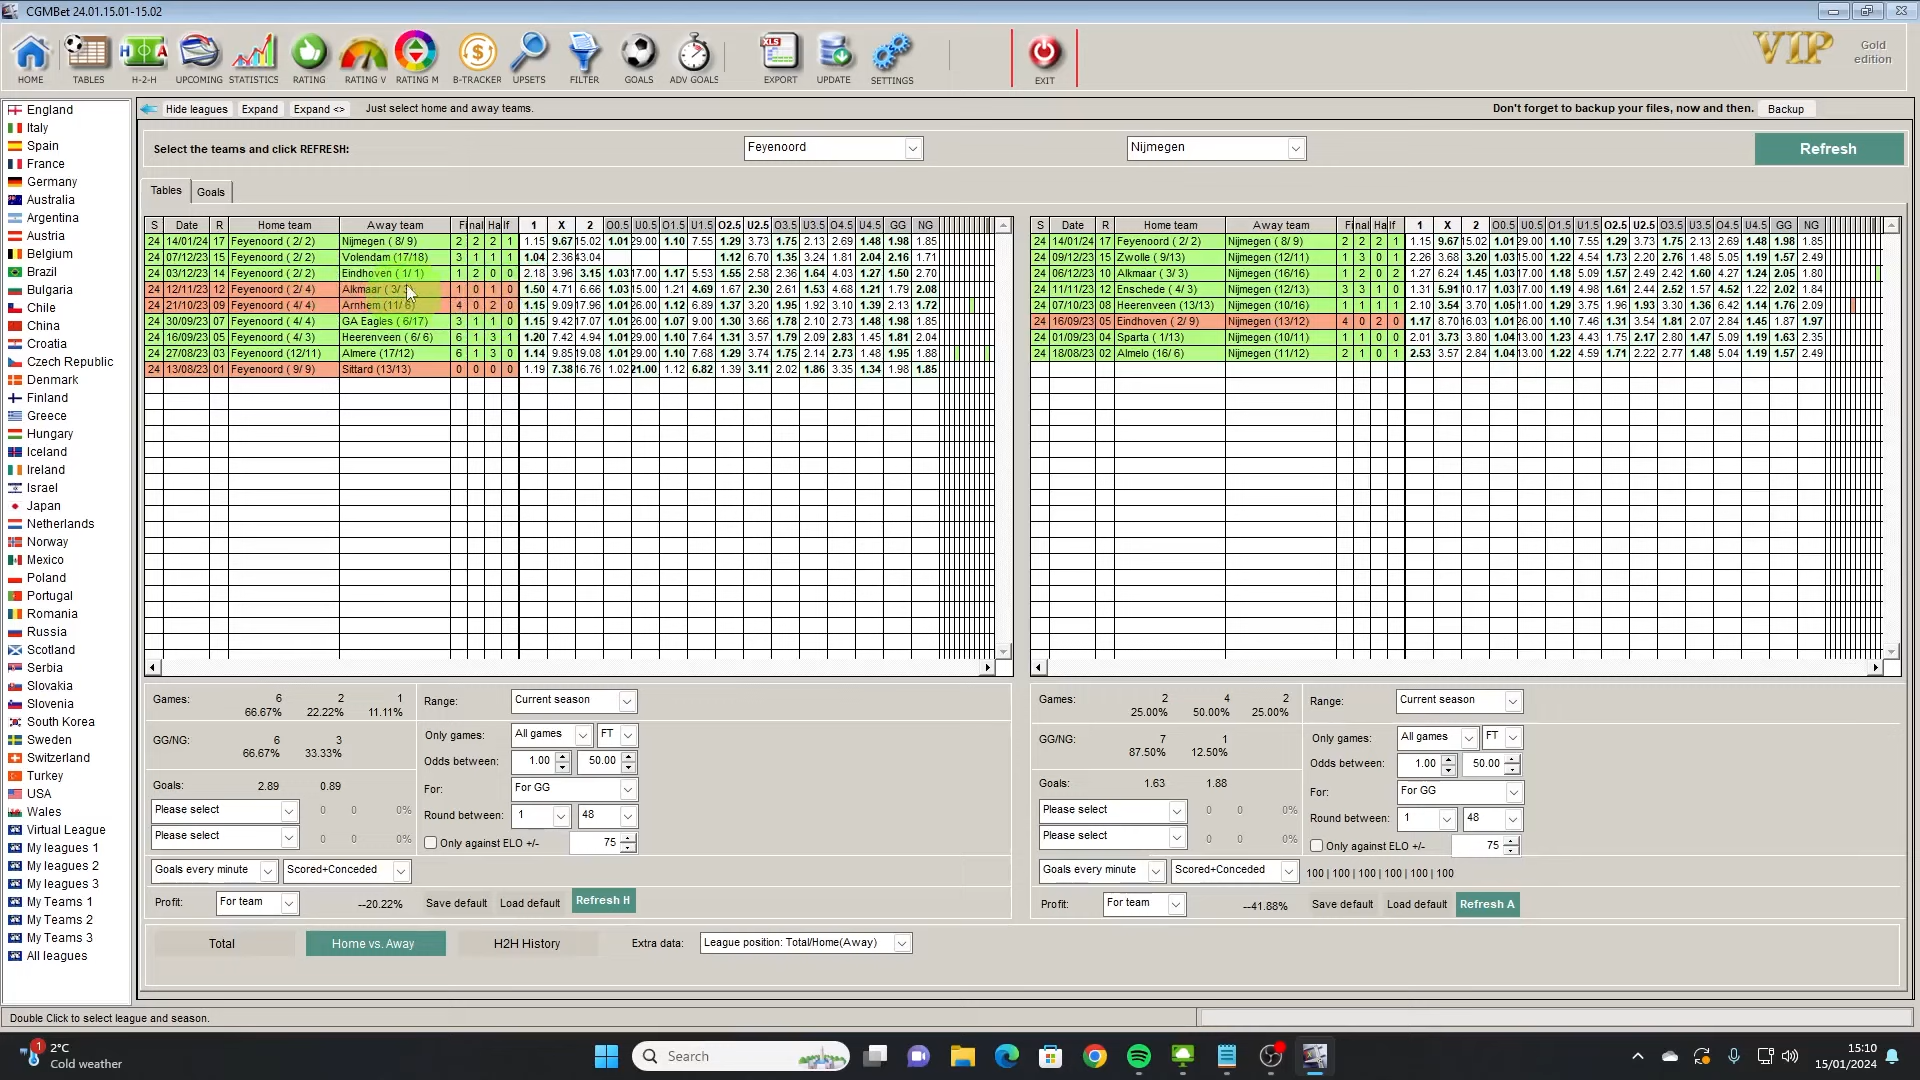 CGMBet 24.01.15.01-15.02
HOME TABLES H-2-H UPCOMING STATISTICS RATING RATING V RATING M B-TRACKER UPSETS FILTER GOALS ADV GOALS EXPORT UPDATE SETTINGS EXIT VIP Gold edition
Hide leagues Expand Expand <> Just select home and away teams. Don't forget to backup your files, now and then. Backup
Select the teams and click REFRESH: Feyenoord Nijmegen Refresh
Tables Goals
England
Italy
Spain
France
Germany
Australia
Argentina
Austria
Belgium
Brazil
Bulgaria
Chile
China
Croatia
Czech Republic
Denmark
Finland
Greece
Hungary
Iceland
Ireland
Israel
Japan
Netherlands
Norway
Mexico
Poland
Portugal
Romania
Russia
Scotland
Serbia
Slovakia
Slovenia
South Korea
Sweden
Switzerland
Turkey
USA
Wales
Virtual League
My leagues 1
My leagues 2
My leagues 3
My Teams 1
My Teams 2
My Teams 3
All leagues
S Date R Home team Away team Final Half 1 X 2 O0.5 U0.5 O1.5 U1.5 O2.5 U2.5 O3.5 U3.5 O4.5 U4.5 GG NG
24 14/01/24 17 Feyenoord ( 2/ 2) Nijmegen ( 8/ 9) 2 2 2 1 1.15 9.67 15.02 1.01 29.00 1.10 7.55 1.29 3.73 1.75 2.13 2.69 1.48 1.98 1.85
24 07/12/23 15 Feyenoord ( 2/ 2) Volendam (17/18) 3 1 1 1 1.04 2.36 43.04 1.12 6.70 1.35 3.24 1.81 2.04 2.16 1.71
24 03/12/23 14 Feyenoord ( 2/ 2) Eindhoven ( 1/ 1) 1 2 0 0 2.18 3.96 3.15 1.03 17.00 1.17 5.53 1.55 2.58 2.36 1.64 4.03 1.27 1.50 2.70
24 12/11/23 12 Feyenoord ( 2/ 4) Alkmaar ( 3/ 1 0 1 0 1.50 4.71 6.66 1.03 15.00 1.21 4.69 1.67 2.30 2.61 1.53 4.68 1.21 1.79 2.08
24 21/10/23 09 Feyenoord ( 4/ 4) Arnhem (11/ 6) 4 0 2 0 1.15 9.09 17.96 1.01 26.00 1.12 6.89 1.37 3.20 1.95 1.92 3.10 1.39 2.13 1.72
24 30/09/23 07 Feyenoord ( 4/ 4) GA Eagles ( 6/17) 3 1 1 0 1.15 9.42 17.07 1.01 26.00 1.07 9.00 1.30 3.66 1.78 2.10 2.73 1.48 1.98 1.85
24 16/09/23 05 Feyenoord ( 4/ 4) Heerenveen ( 6/ 6) 6 1 3 1 1.20 7.42 4.94 1.01 29.00 1.10 7.64 1.31 3.57 1.79 2.09 2.83 1.45 1.81 2.04
24 27/08/23 03 Feyenoord (12/11) Almere (17/12) 6 1 3 0 1.14 9.85 19.08 1.01 29.00 1.10 7.68 1.29 3.74 1.75 2.14 2.73 1.48 1.95 1.88
24 13/08/23 01 Feyenoord ( 9/ 9) Sittard (13/13) 0 0 0 0 1.19 7.38 16.76 1.02 21.00 1.12 6.82 1.39 3.11 2.02 1.86 3.35 1.34 1.98 1.85
S Date R Home team Away team Final Half 1 X 2 O0.5 U0.5 O1.5 U1.5 O2.5 U2.5 O3.5 U3.5 O4.5 U4.5 GG NG
24 14/01/24 17 Feyenoord ( 2/ 2) Nijmegen ( 8/ 9) 2 2 2 1 1.15 9.67 15.02 1.01 29.00 1.10 7.55 1.29 3.73 1.75 2.13 2.69 1.48 1.98 1.85
24 09/12/23 15 Zwolle ( 9/13) Nijmegen (12/11) 1 3 0 1 2.26 3.68 3.20 1.03 15.00 1.22 4.54 1.73 2.20 2.76 1.48 5.05 1.19 1.57 2.49
24 06/12/23 10 Alkmaar ( 3/ 3) Nijmegen (16/16) 1 2 0 2 1.27 6.24 1.45 1.03 17.00 1.18 5.09 1.57 2.49 2.42 1.60 4.27 1.24 2.05 1.80
24 11/11/23 12 Enschede ( 4/ 3) Nijmegen (12/13) 3 3 1 0 1.31 5.91 10.17 1.03 17.00 1.19 4.98 1.61 2.44 2.52 1.57 4.52 1.22 2.02 1.84
24 07/10/23 08 Heerenveen (13/13) Nijmegen (10/16) 1 1 1 1 2.10 3.54 3.70 1.05 11.00 1.29 3.75 1.96 1.93 3.30 1.36 6.42 1.14 1.76 2.09
24 16/09/23 05 Eindhoven ( 2/ 9) Nijmegen (13/12) 4 0 2 0 1.17 8.70 16.03 1.01 26.00 1.10 7.46 1.31 3.54 1.81 2.07 2.84 1.45 1.87 1.97
24 01/09/23 04 Sparta ( 1/13) Nijmegen (10/11) 2 2 1 1 2.01 3.73 3.80 1.04 13.00 1.23 4.45 1.75 2.17 2.80 1.47 5.09 1.19 1.63 2.35
24 18/08/23 02 Almelo (16/ 6) Nijmegen (11/12) 2 1 0 1 2.53 3.57 2.84 1.04 13.00 1.22 4.59 1.71 2.22 2.77 1.48 5.04 1.19 1.57 2.49
Games: 6 2 1
66.67% 22.22% 11.11%
GG/NG: 6 3
66.67% 33.33%
Goals: 2.89 0.89
Please select 0 0 0%
Please select 0 0 0%
Range: Current season
Only games: All games FT
Odds between: 1.00 50.00
For: For GG
Round between: 1 48
Only against ELO +/- 75
Goals every minute Scored+Conceded
Profit: For team --20.22% Save default Load default Refresh H
Games: 2 4 2
25.00% 50.00% 25.00%
GG/NG: 7 1
87.50% 12.50%
Goals: 1.63 1.88
Please select 0 0 0%
Please select 0 0 0%
Range: Current season
Only games: All games FT
Odds between: 1.00 50.00
For: For GG
Round between: 1 48
Only against ELO +/- 75
Goals every minute Scored+Conceded 100 | 100 | 100 | 100 | 100 | 100
Profit: For team --41.88% Save default Load default Refresh A
Total Home vs. Away H2H History Extra data: League position: Total/Home(Away)
Double Click to select league and season.
1 2°C
Cold weather
Search
15:10
15/01/2024